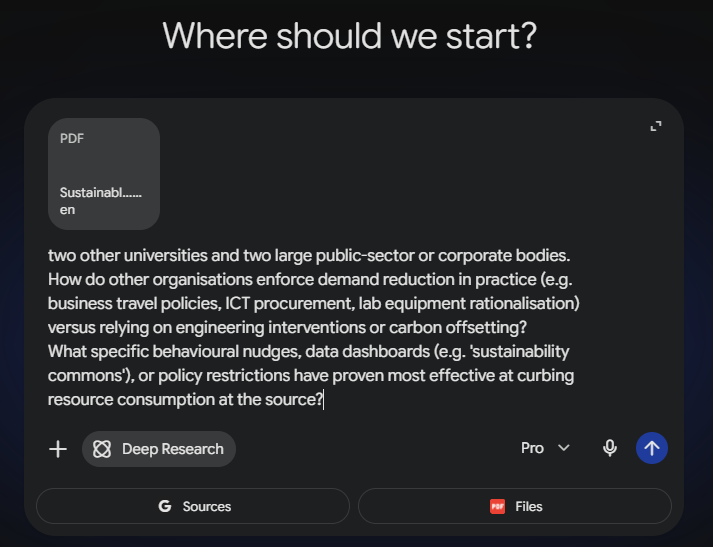 Where should we start?
PDF
Sustainabl......
en
two other universities and two large public-sector or corporate bodies.
How do other organisations enforce demand reduction in practice (e.g.
business travel policies, ICT procurement, lab equipment rationalisation)
versus relying on engineering interventions or carbon offsetting?
What specific behavioural nudges, data dashboards (e.g. 'sustainability
commons'), or policy restrictions have proven most effective at curbing
resource consumption at the source?
Deep Research
Pro
G Sources
PDF Files